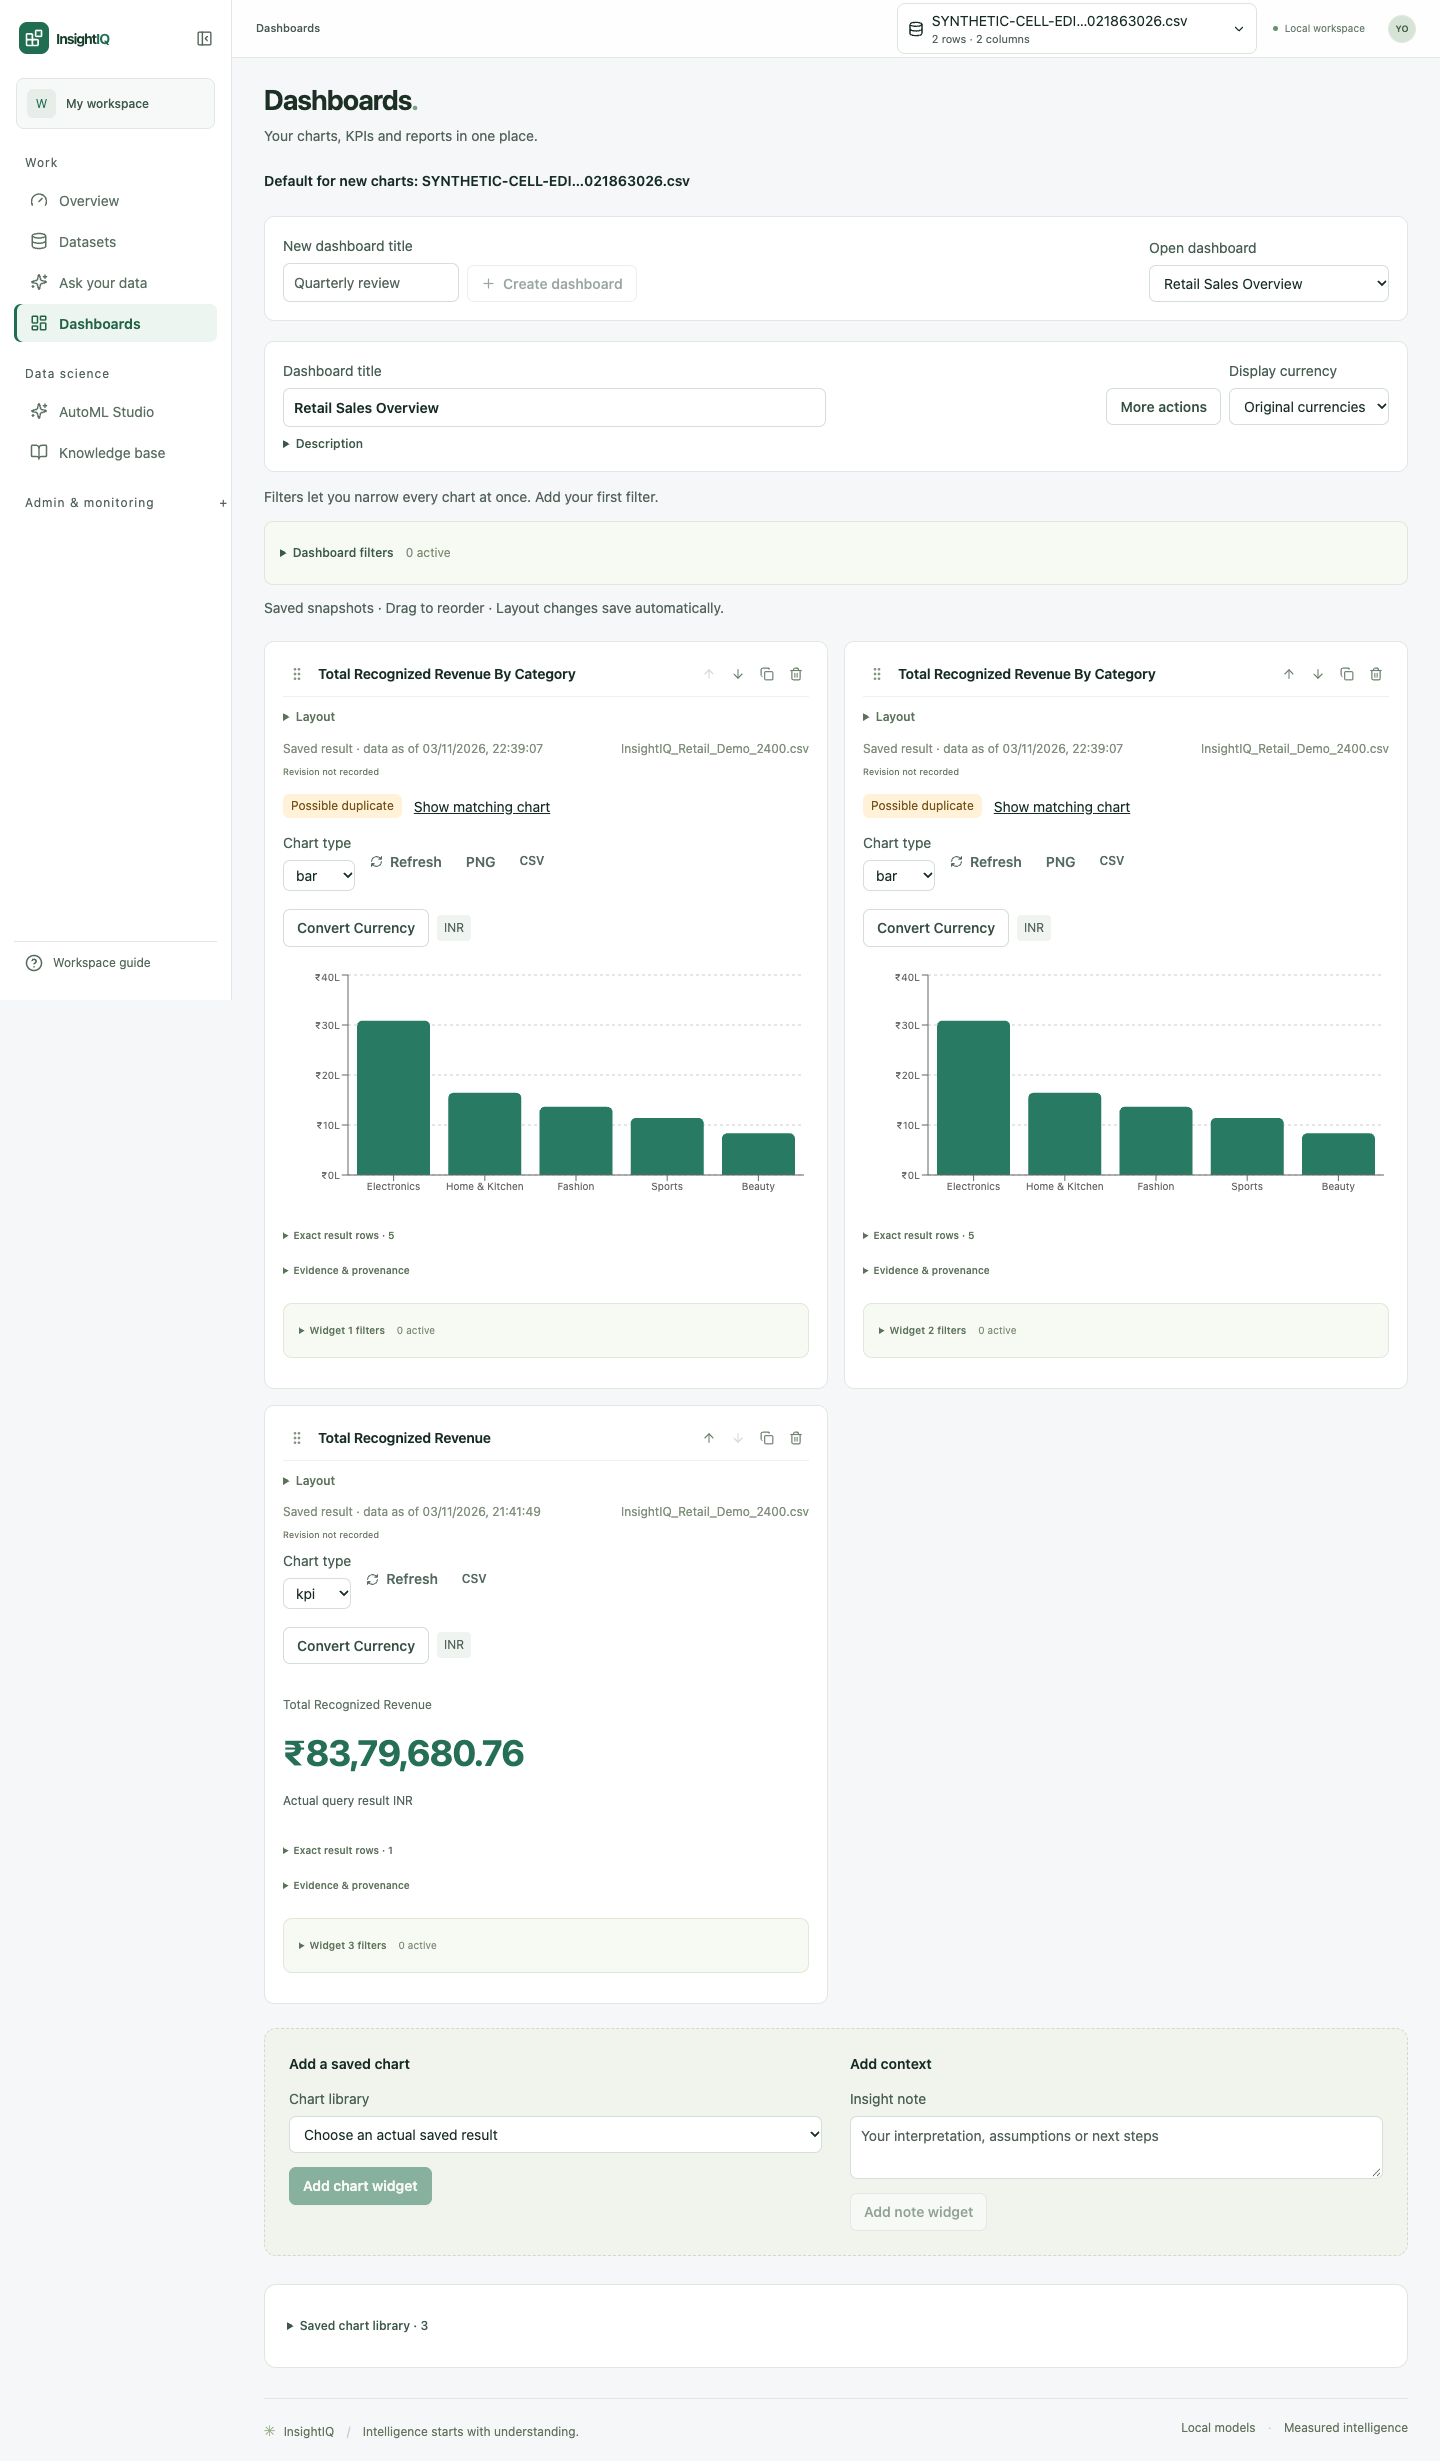 InsightIQ
W My workspace
Work
Overview
Datasets
Ask your data
Dashboards
Data science
AutoML Studio
Knowledge base
Admin & monitoring +
Workspace guide
Dashboards
SYNTHETIC-CELL-EDI...021863026.csv
2 rows · 2 columns
Local workspace
YO
Dashboards.
Your charts, KPIs and reports in one place.
Default for new charts: SYNTHETIC-CELL-EDI...021863026.csv
New dashboard title
Quarterly review
+ Create dashboard
Open dashboard
Retail Sales Overview
Dashboard title
Retail Sales Overview
Description
More actions
Display currency
Original currencies
Filters let you narrow every chart at once. Add your first filter.
Dashboard filters 0 active
Saved snapshots · Drag to reorder · Layout changes save automatically.
Total Recognized Revenue By Category
Layout
Saved result · data as of 03/11/2026, 22:39:07 InsightIQ_Retail_Demo_2400.csv
Revision not recorded
Possible duplicate Show matching chart
Chart type
bar
Refresh PNG CSV
Convert Currency INR
₹40L
₹30L
₹20L
₹10L
₹0L
Electronics Home & Kitchen Fashion Sports Beauty
Exact result rows · 5
Evidence & provenance
Widget 1 filters 0 active
Total Recognized Revenue By Category
Layout
Saved result · data as of 03/11/2026, 22:39:07 InsightIQ_Retail_Demo_2400.csv
Revision not recorded
Possible duplicate Show matching chart
Chart type
bar
Refresh PNG CSV
Convert Currency INR
₹40L
₹30L
₹20L
₹10L
₹0L
Electronics Home & Kitchen Fashion Sports Beauty
Exact result rows · 5
Evidence & provenance
Widget 2 filters 0 active
Total Recognized Revenue
Layout
Saved result · data as of 03/11/2026, 21:41:49 InsightIQ_Retail_Demo_2400.csv
Revision not recorded
Chart type
kpi
Refresh CSV
Convert Currency INR
Total Recognized Revenue
₹83,79,680.76
Actual query result INR
Exact result rows · 1
Evidence & provenance
Widget 3 filters 0 active
Add a saved chart
Chart library
Choose an actual saved result
Add chart widget
Add context
Insight note
Your interpretation, assumptions or next steps
Add note widget
Saved chart library · 3
InsightIQ / Intelligence starts with understanding.
Local models · Measured intelligence